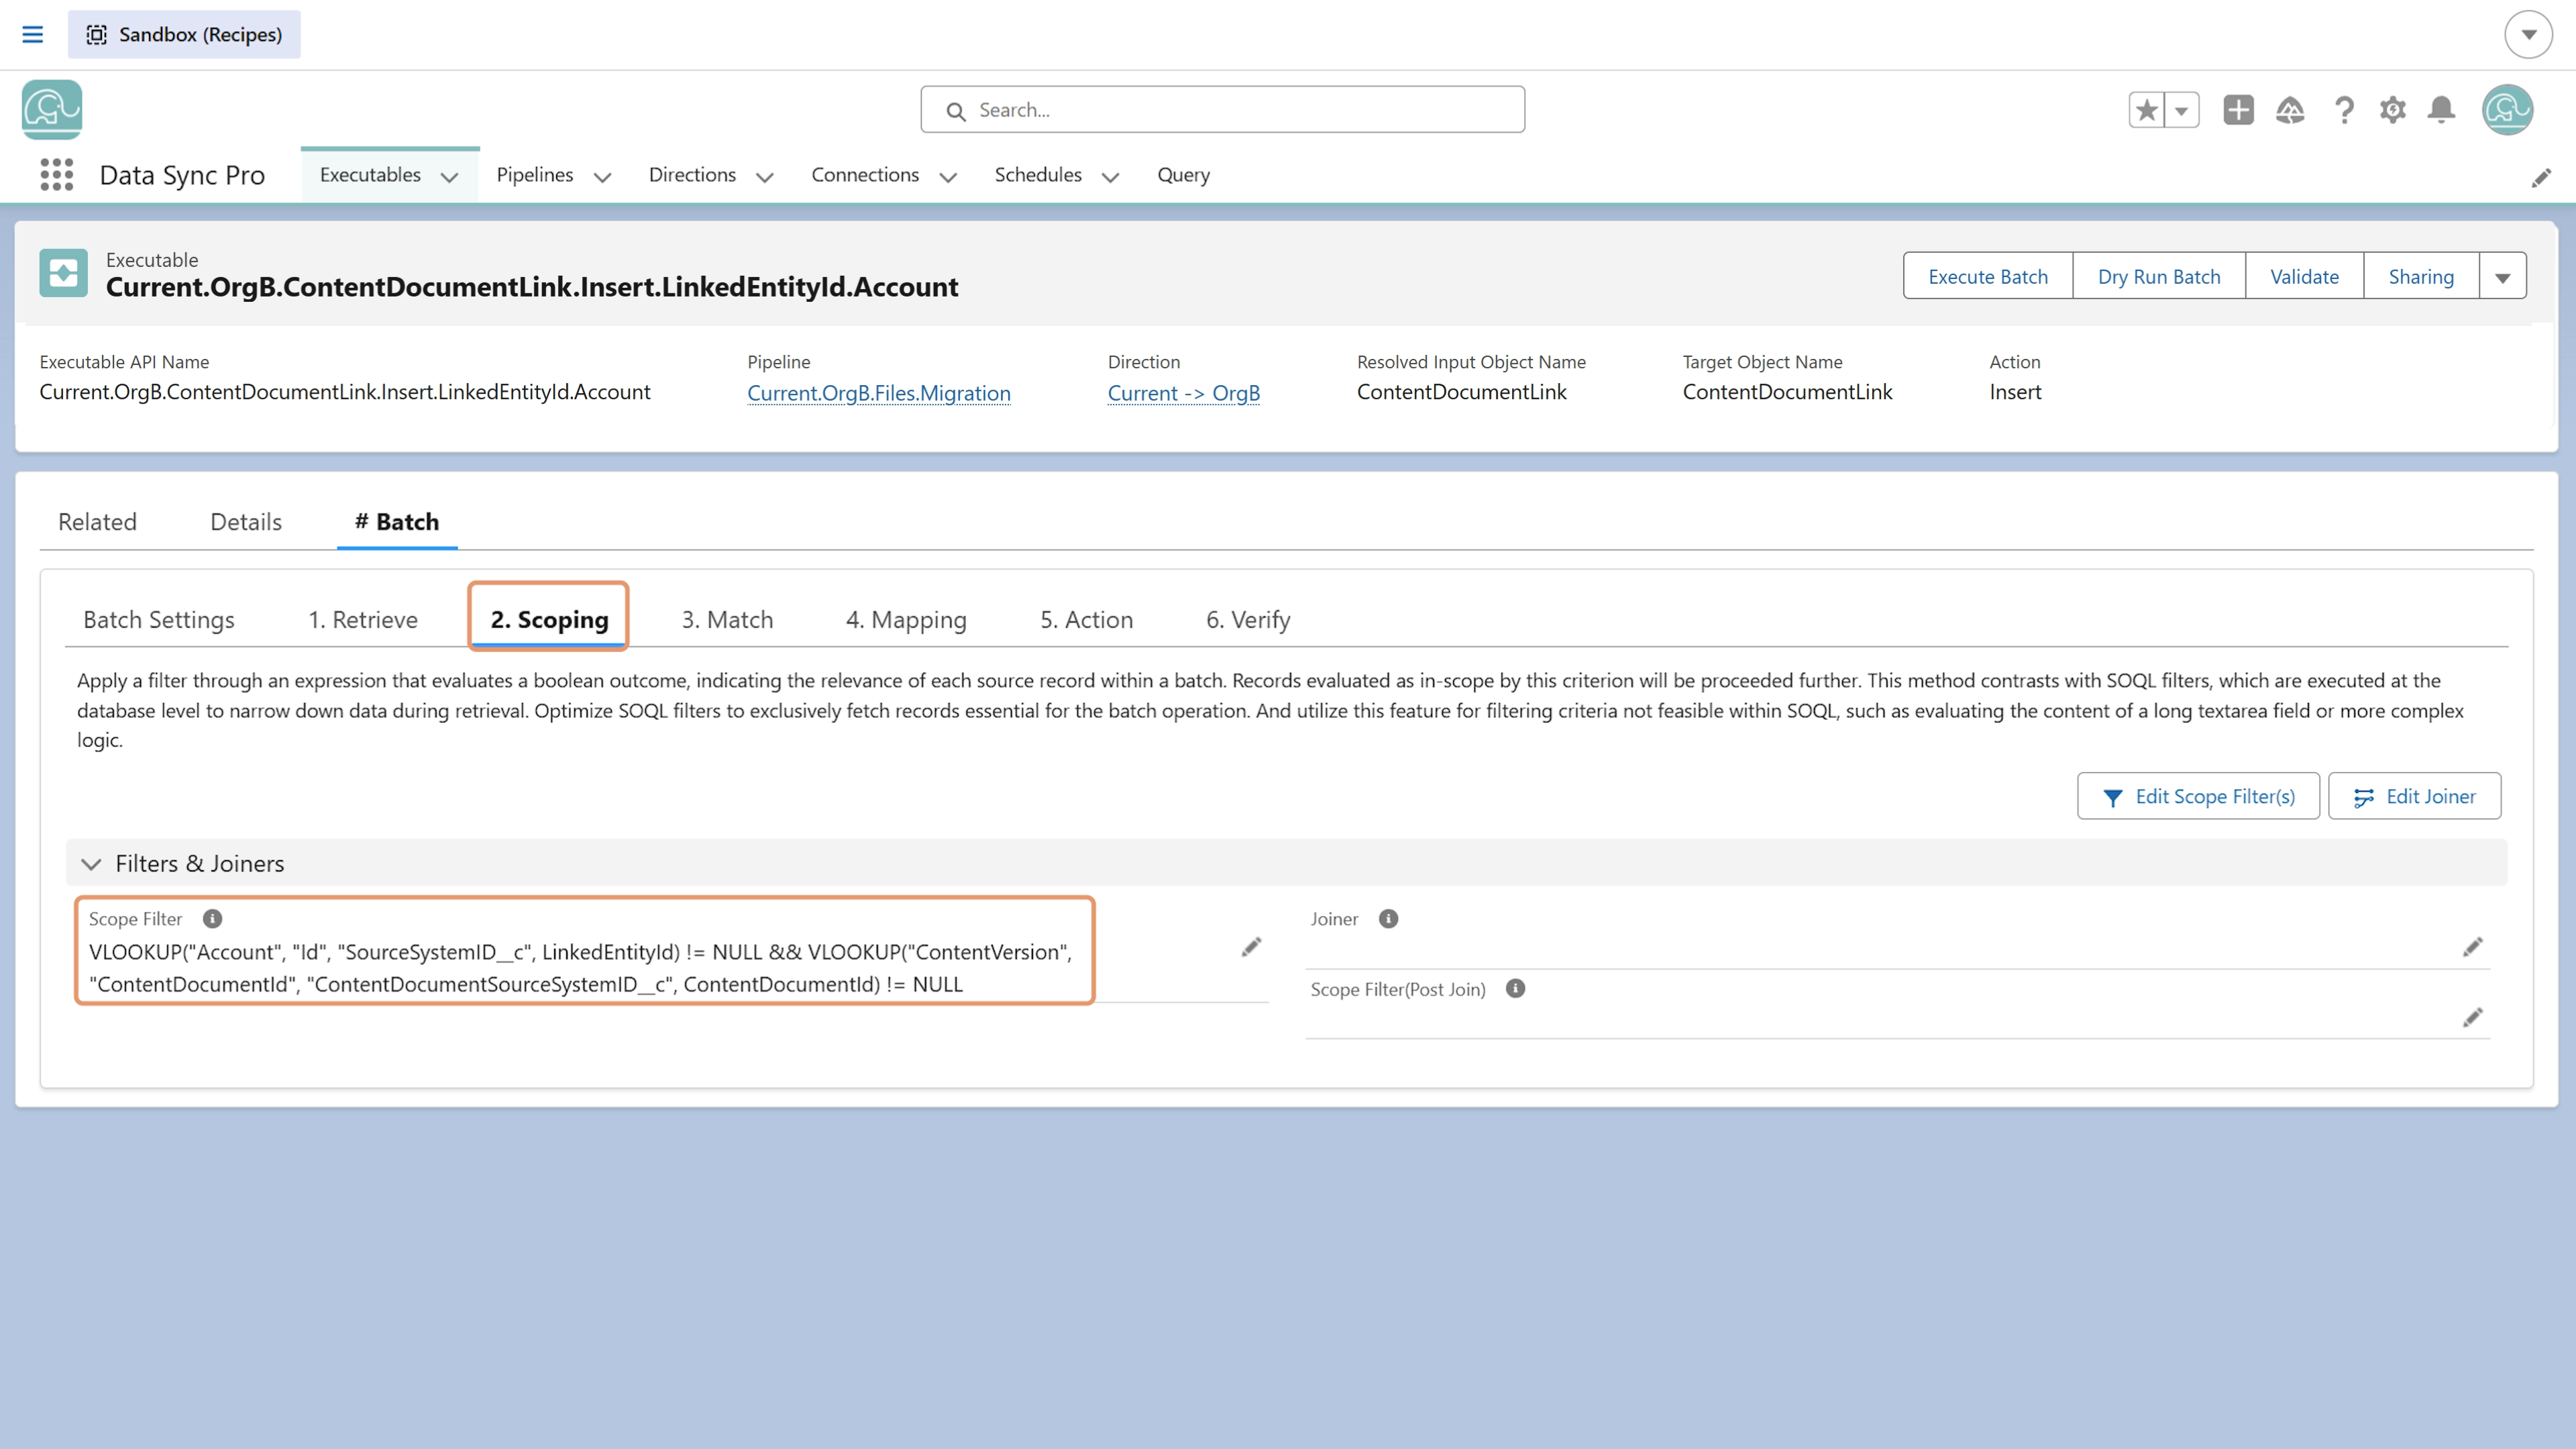 Sandbox (Recipes)
Search...
Data Sync Pro
Executables
Pipelines
Directions
Connections
Schedules
Query
Executable
Current.OrgB.ContentDocumentLink.Insert.LinkedEntityId.Account
Execute Batch
Dry Run Batch
Validate
Sharing
Executable API Name
Current.OrgB.ContentDocumentLink.Insert.LinkedEntityId.Account
Pipeline
Current.OrgB.Files.Migration
Direction
Current -> OrgB
Resolved Input Object Name
ContentDocumentLink
Target Object Name
ContentDocumentLink
Action
Insert
Related
Details
# Batch
Batch Settings
1. Retrieve
2. Scoping
3. Match
4. Mapping
5. Action
6. Verify
Apply a filter through an expression that evaluates a boolean outcome, indicating the relevance of each source record within a batch. Records evaluated as in-scope by this criterion will be proceeded further. This method contrasts with SOQL filters, which are executed at the
database level to narrow down data during retrieval. Optimize SOQL filters to exclusively fetch records essential for the batch operation. And utilize this feature for filtering criteria not feasible within SOQL, such as evaluating the content of a long textarea field or more complex
logic.
Edit Scope Filter(s)
Edit Joiner
Filters & Joiners
Scope Filter
VLOOKUP("Account", "Id", "SourceSystemID__c", LinkedEntityId) != NULL && VLOOKUP("ContentVersion",
"ContentDocumentId", "ContentDocumentSourceSystemID__c", ContentDocumentId) != NULL
Joiner
Scope Filter(Post Join)